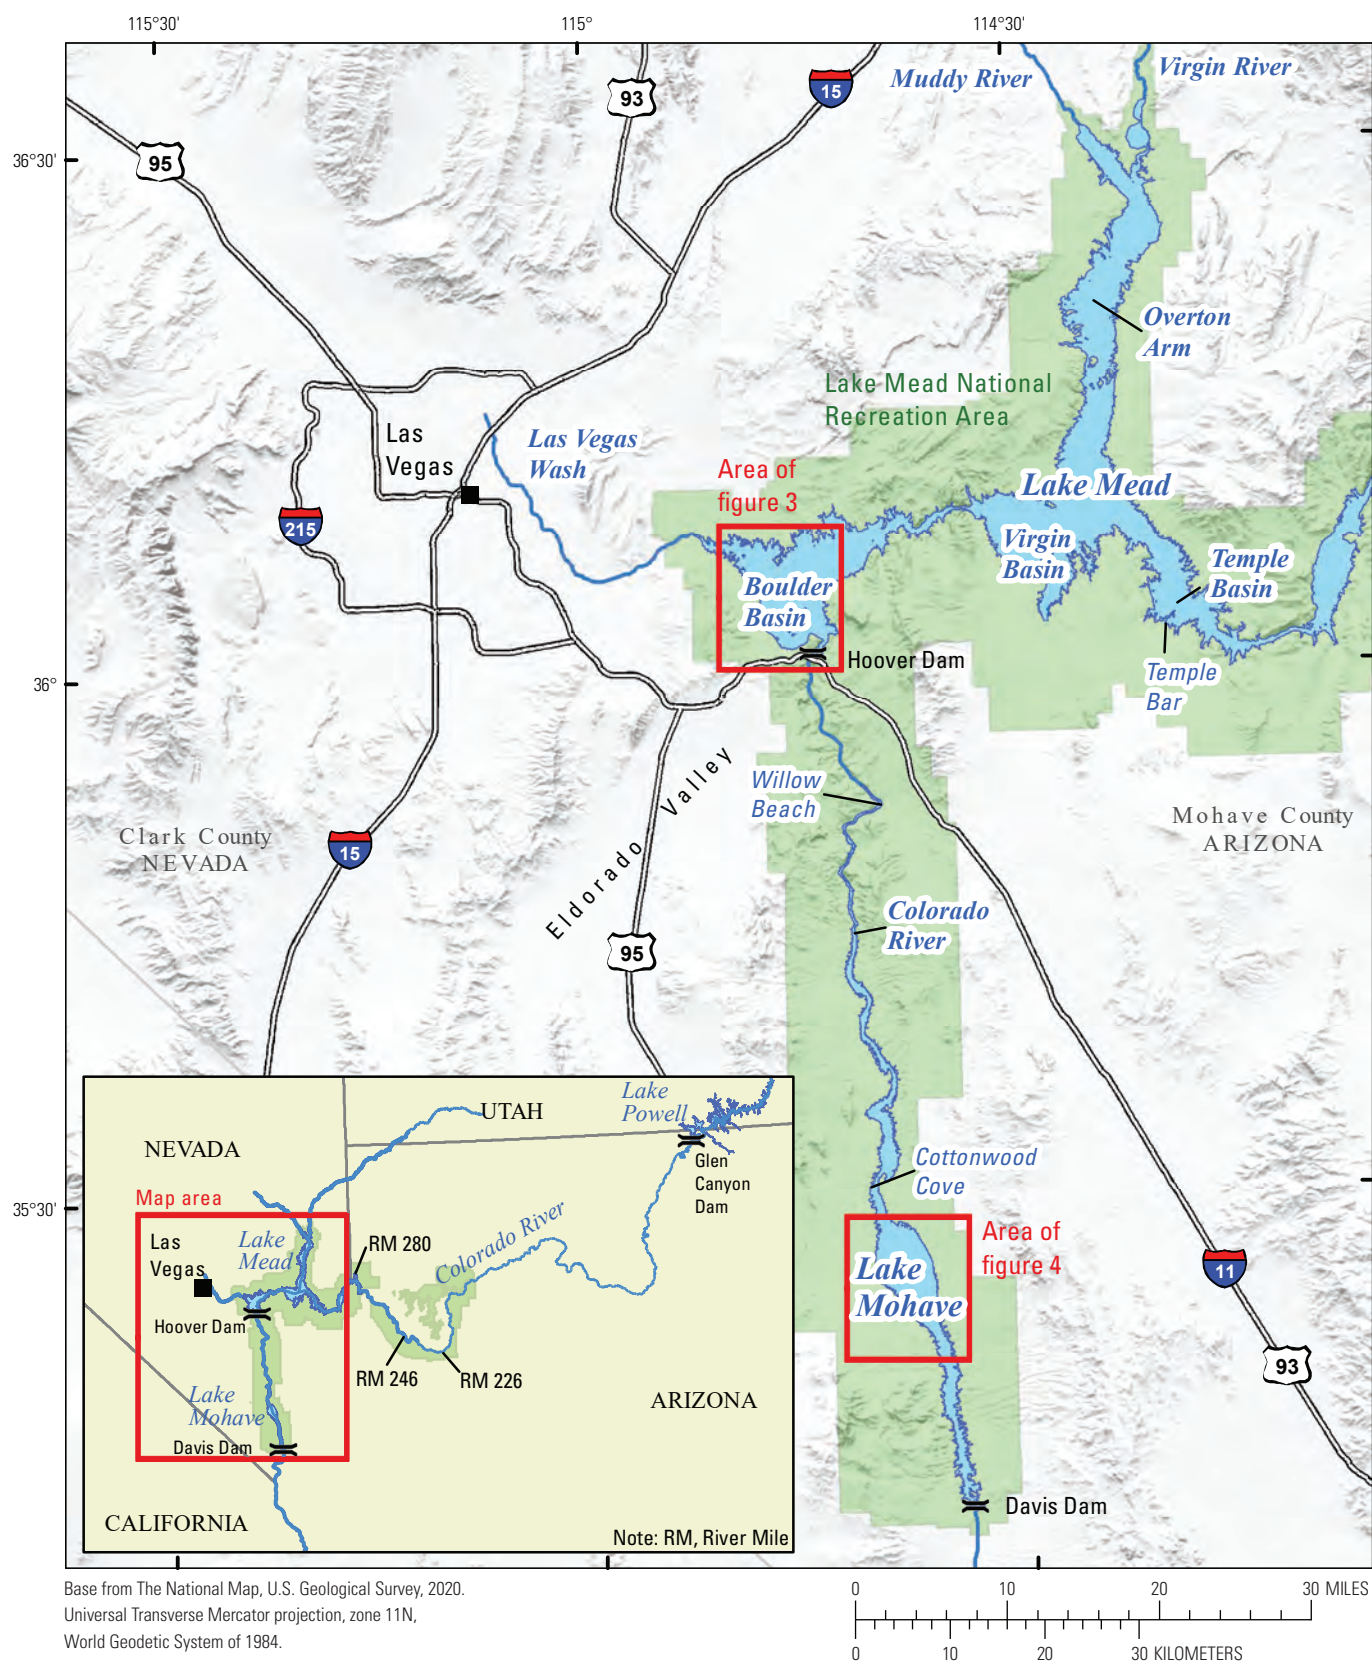 115°30'
115°
114°30'
Muddy River
Virgin River
93
15
95
36°30'
Overton
Arm
Lake Mead National
Recreation Area
Las
Vegas
Las Vegas
Wash
Area of
figure 3
Lake Mead
215
Virgin
Basin
Temple
Basin
Boulder
Basin
Hoover Dam
Temple
Bar
36°
Willow
Beach
Eldorado Valley
Mohave County
ARIZONA
Clark County
NEVADA
15
Colorado
River
95
Cottonwood
Cove
35°30'
Area of
figure 4
Lake
Mohave
11
93
Davis Dam
Lake
Powell
UTAH
NEVADA
Glen
Canyon
Dam
Map area
Las
Vegas
Lake
Mead
RM 280
Colorado River
Hoover Dam
RM 246
RM 226
Lake
Mohave
ARIZONA
Davis Dam
CALIFORNIA
Note: RM, River Mile
Base from The National Map, U.S. Geological Survey, 2020.
Universal Transverse Mercator projection, zone 11N,
World Geodetic System of 1984.
0 10 20 30 MILES
0 10 20 30 KILOMETERS